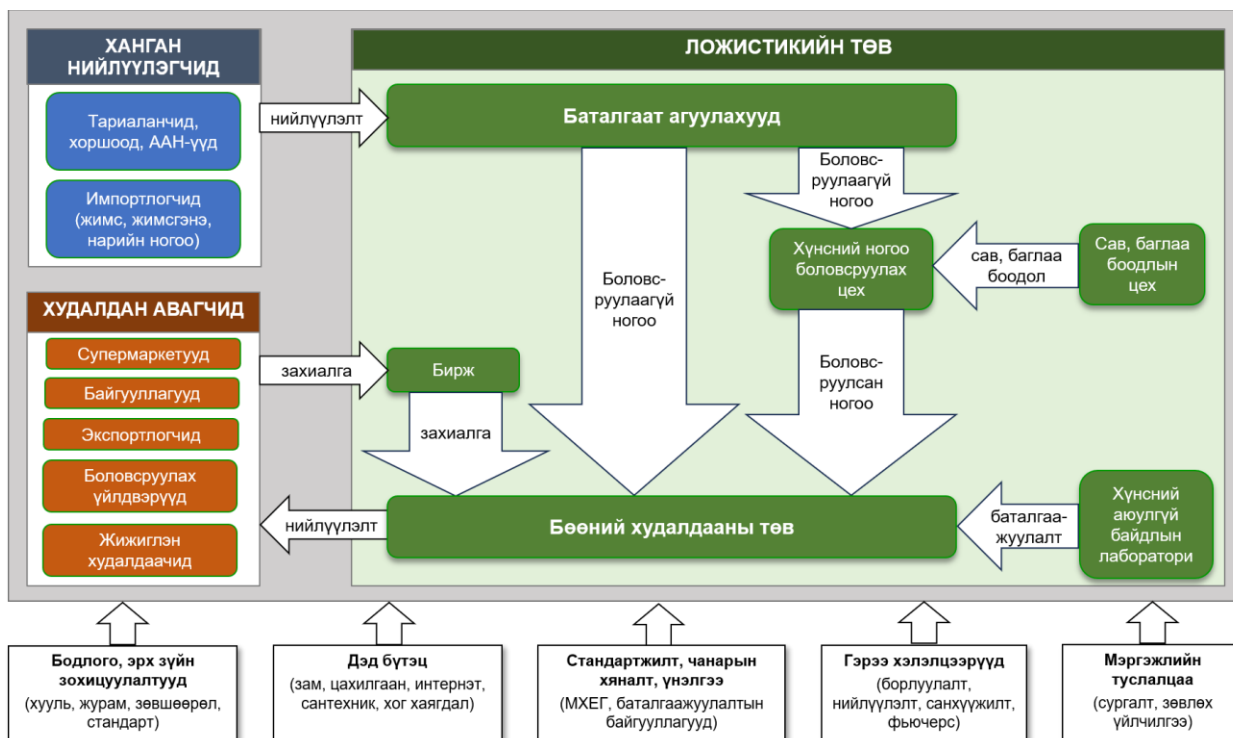 ХАНГАН
НИЙЛҮҮЛЭГЧИД
Тариаланчид,
хоршоод, ААН-үүд
Импортлогчид
(жимс, жимсгэнэ,
нарийн ногоо)
нийлүүлэлт
ЛОЖИСТИКИЙН ТӨВ
Баталгаат агуулахууд
Боловс-
руулаагүй
ногоо
Боловс-
руулаагүй
ногоо
Хүнсний ногоо
боловсруулах
цех
сав, баглаа
боодол
Сав, баглаа
боодлын
цех
ХУДАЛДАН АВАГЧИД
Супермаркетууд
Байгууллагууд
Экспортлогчид
Боловсруулах
үйлдвэрүүд
Жижиглэн
худалдаачид
захиалга
Бирж
захиалга
Боловс-
руулсан
ногоо
нийлүүлэлт
Бөөний худалдааны төв
баталгаа-
жуулалт
Хүнсний
аюулгүй
байдлын
лаборатори
Бодлого, эрх зүйн
зохицуулалтууд
(хууль, журам, зөвшөөрөл,
стандарт)
Дэд бүтэц
(зам, цахилгаан, интернэт,
сантехник, хог хаягдал)
Стандартжилт, чанарын
хяналт, үнэлгээ
(МХЕГ, баталгаажуулалтын
байгууллагууд)
Гэрээ хэлэлцээрүүд
(борлуулалт,
нийлүүлэлт, санхүүжилт,
фьючерс)
Мэргэжлийн
туслалцаа
(сургалт, зөвлөх
үйлчилгээ)